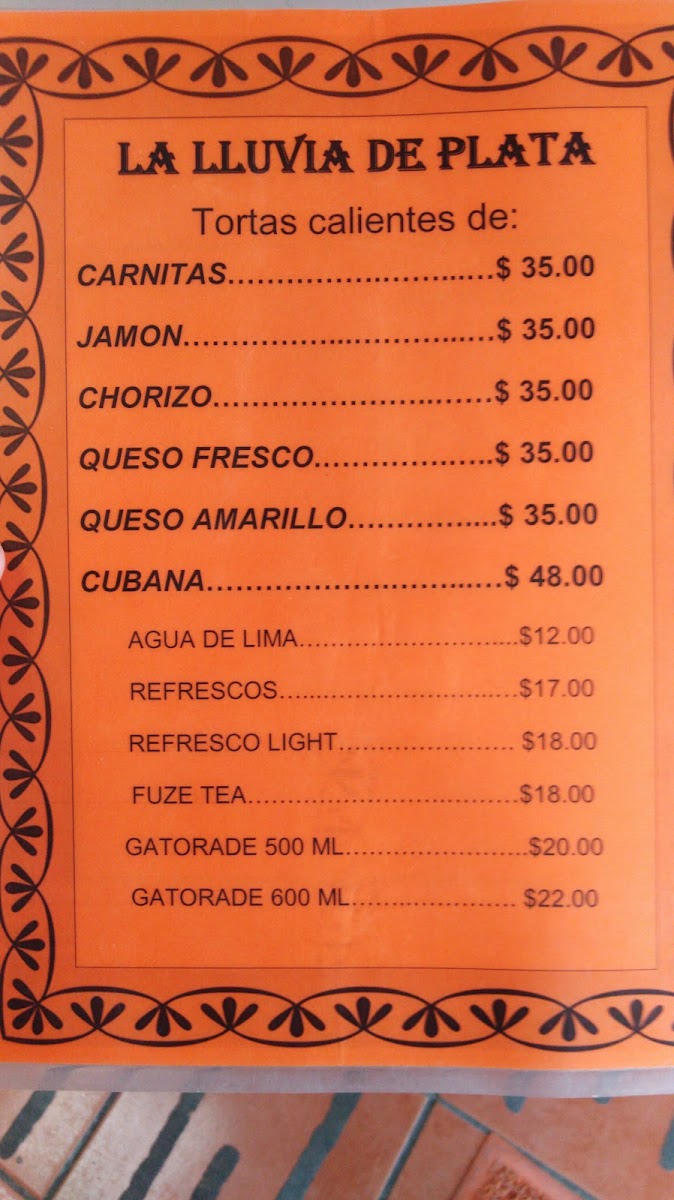 LA LLUVIA DE PLATA
Tortas calientes de:
CARNITAS..............................$ 35.00
JAMON..............................$ 35.00
CHORIZO..............................$ 35.00
QUESO FRESCO....................$ 35.00
QUESO AMARILLO................$ 35.00
CUBANA..............................$ 48.00
AGUA DE LIMA..............................$12.00
REFRESCOS..............................$17.00
REFRESCO LIGHT...................... $18.00
FUZE TEA..............................$18.00
GATORADE 500 ML......................$20.00
GATORADE 600 ML.................... $22.00